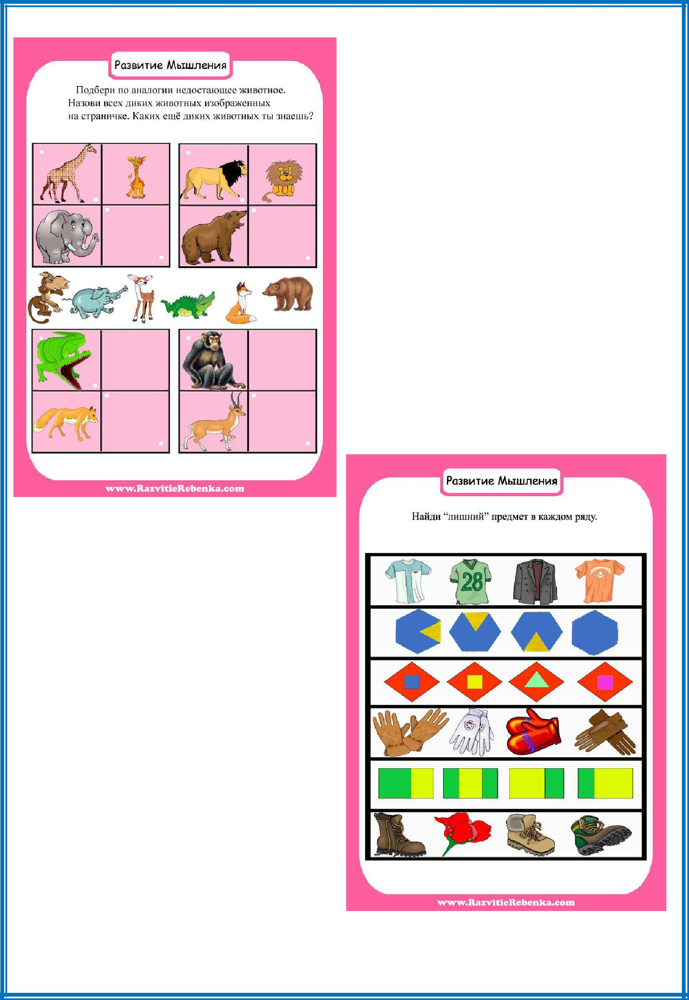 Развитие Мышления
Подбери по аналогии недостающее животное.
Назови всех диких животных изображенных
на страничке. Каких ещё диких животных ты знаешь?
www.RazvitieRebenka.com
Развитие Мышления
Найди “лишний” предмет в каждом ряду.
28
www.RazvitieRebenka.com